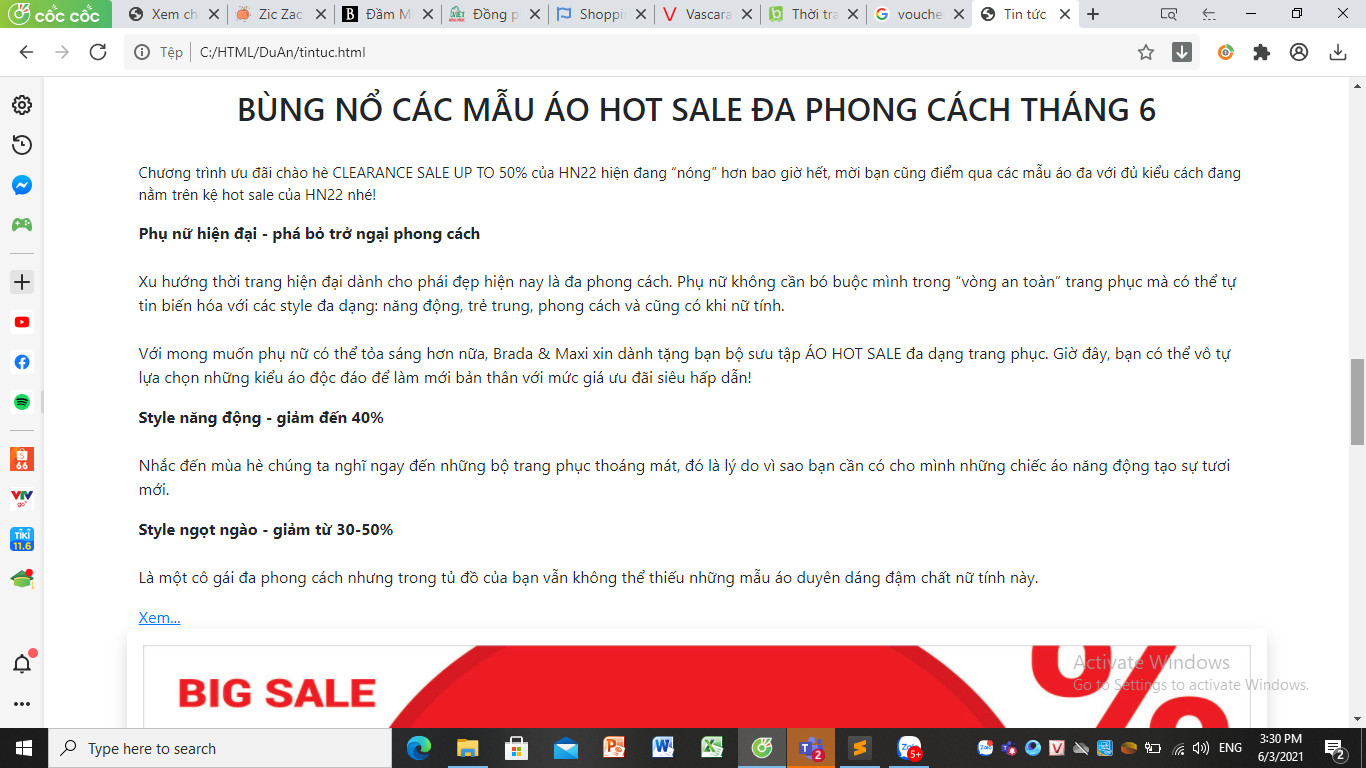 cốc cốc
Xem ch
Zic Zac
Đầm M
Đồng p
Shoppi
Vascara
Thời tra
vouche
Tin tức
Tệp
C:/HTML/DuAn/tintuc.html
BÙNG NỔ CÁC MẪU ÁO HOT SALE ĐA PHONG CÁCH THÁNG 6
Chương trình ưu đãi chào hè CLEARANCE SALE UP TO 50% của HN22 hiện đang “nóng” hơn bao giờ hết, mời bạn cũng điểm qua các mẫu áo đa với đủ kiểu cách đang
nằm trên kệ hot sale của HN22 nhé!
Phụ nữ hiện đại - phá bỏ trở ngại phong cách
Xu hướng thời trang hiện đại dành cho phái đẹp hiện nay là đa phong cách. Phụ nữ không cần bó buộc mình trong “vòng an toàn” trang phục mà có thể tự
tin biến hóa với các style đa dạng: năng động, trẻ trung, phong cách và cũng có khi nữ tính.
Với mong muốn phụ nữ có thể tỏa sáng hơn nữa, Brada & Maxi xin dành tặng bạn bộ sưu tập ÁO HOT SALE đa dạng trang phục. Giờ đây, bạn có thể vô tự
lựa chọn những kiểu áo độc đáo để làm mới bản thân với mức giá ưu đãi siêu hấp dẫn!
Style năng động - giảm đến 40%
Nhắc đến mùa hè chúng ta nghĩ ngay đến những bộ trang phục thoáng mát, đó là lý do vì sao bạn cần có cho mình những chiếc áo năng động tạo sự tươi
mới.
Style ngọt ngào - giảm từ 30-50%
Là một cô gái đa phong cách nhưng trong tủ đồ của bạn vẫn không thể thiếu những mẫu áo duyên dáng đậm chất nữ tính này.
Xem...
BIG SALE
%
Activate Windows
Go to Settings to activate Windows.
Type here to search
ENG
3:30 PM
6/3/2021